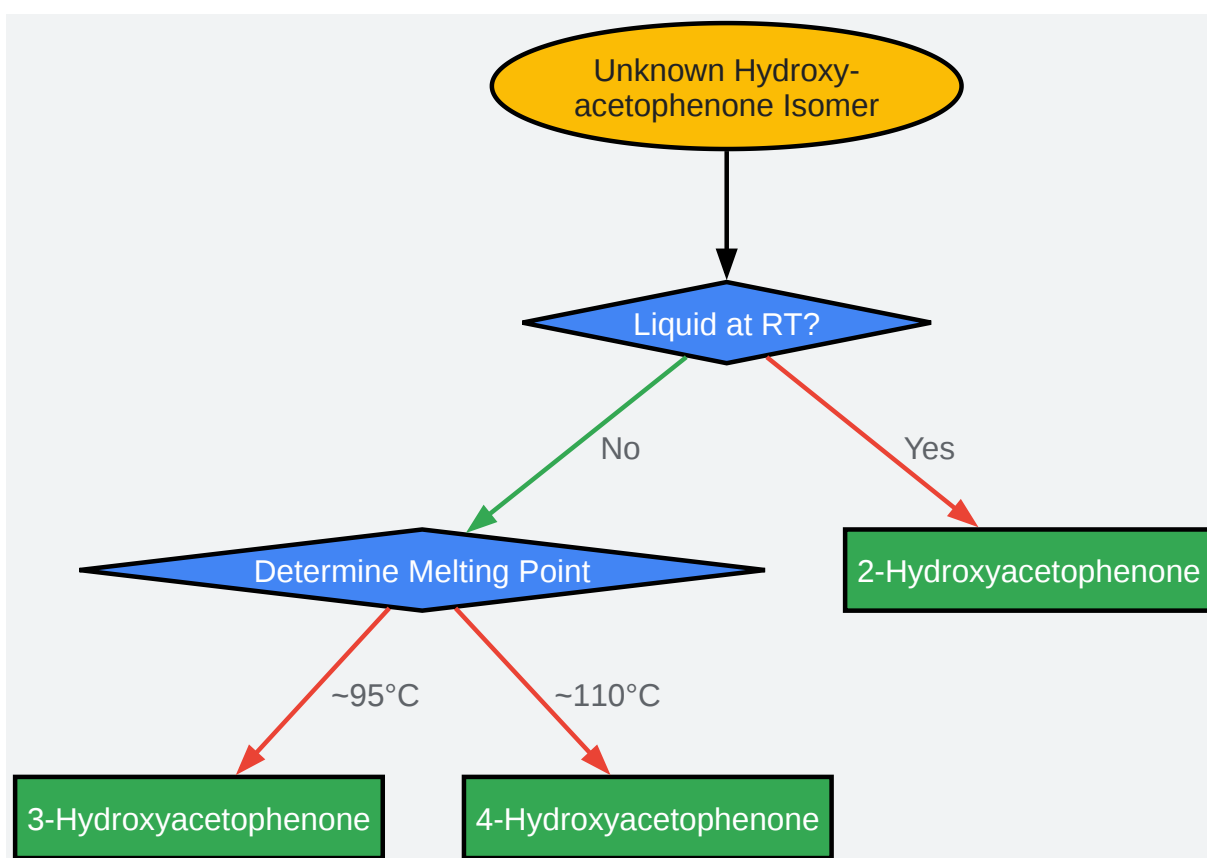 Unknown Hydroxy-
acetophenone Isomer
Liquid at RT?
No
Yes
Determine Melting Point
2-Hydroxyacetophenone
~95°C
~110°C
3-Hydroxyacetophenone
4-Hydroxyacetophenone